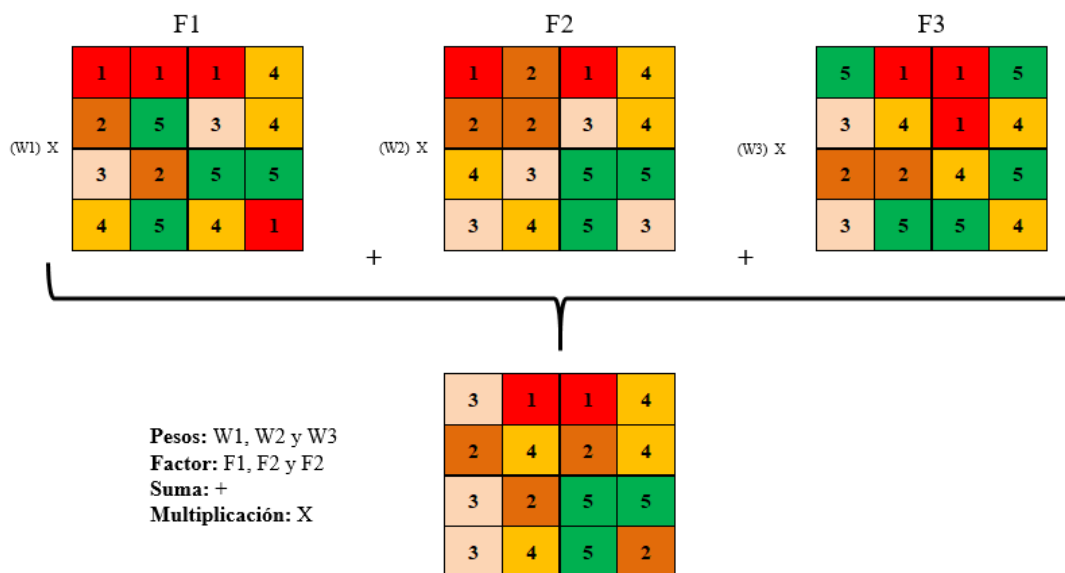 F1 F2 F3
1 1 1 4 1 2 1 4 5 1 1 5
2 5 3 4 2 2 3 4 3 4 1 4
(W1) X (W2) X (W3) X
3 2 5 5 4 3 5 5 2 2 4 5
4 5 4 1 3 4 5 3 3 5 5 4
+ +
3 1 1 4
2 4 2 4
3 2 5 5
3 4 5 2
Pesos: W1, W2 y W3
Factor: F1, F2 y F2
Suma: +
Multiplicación: X